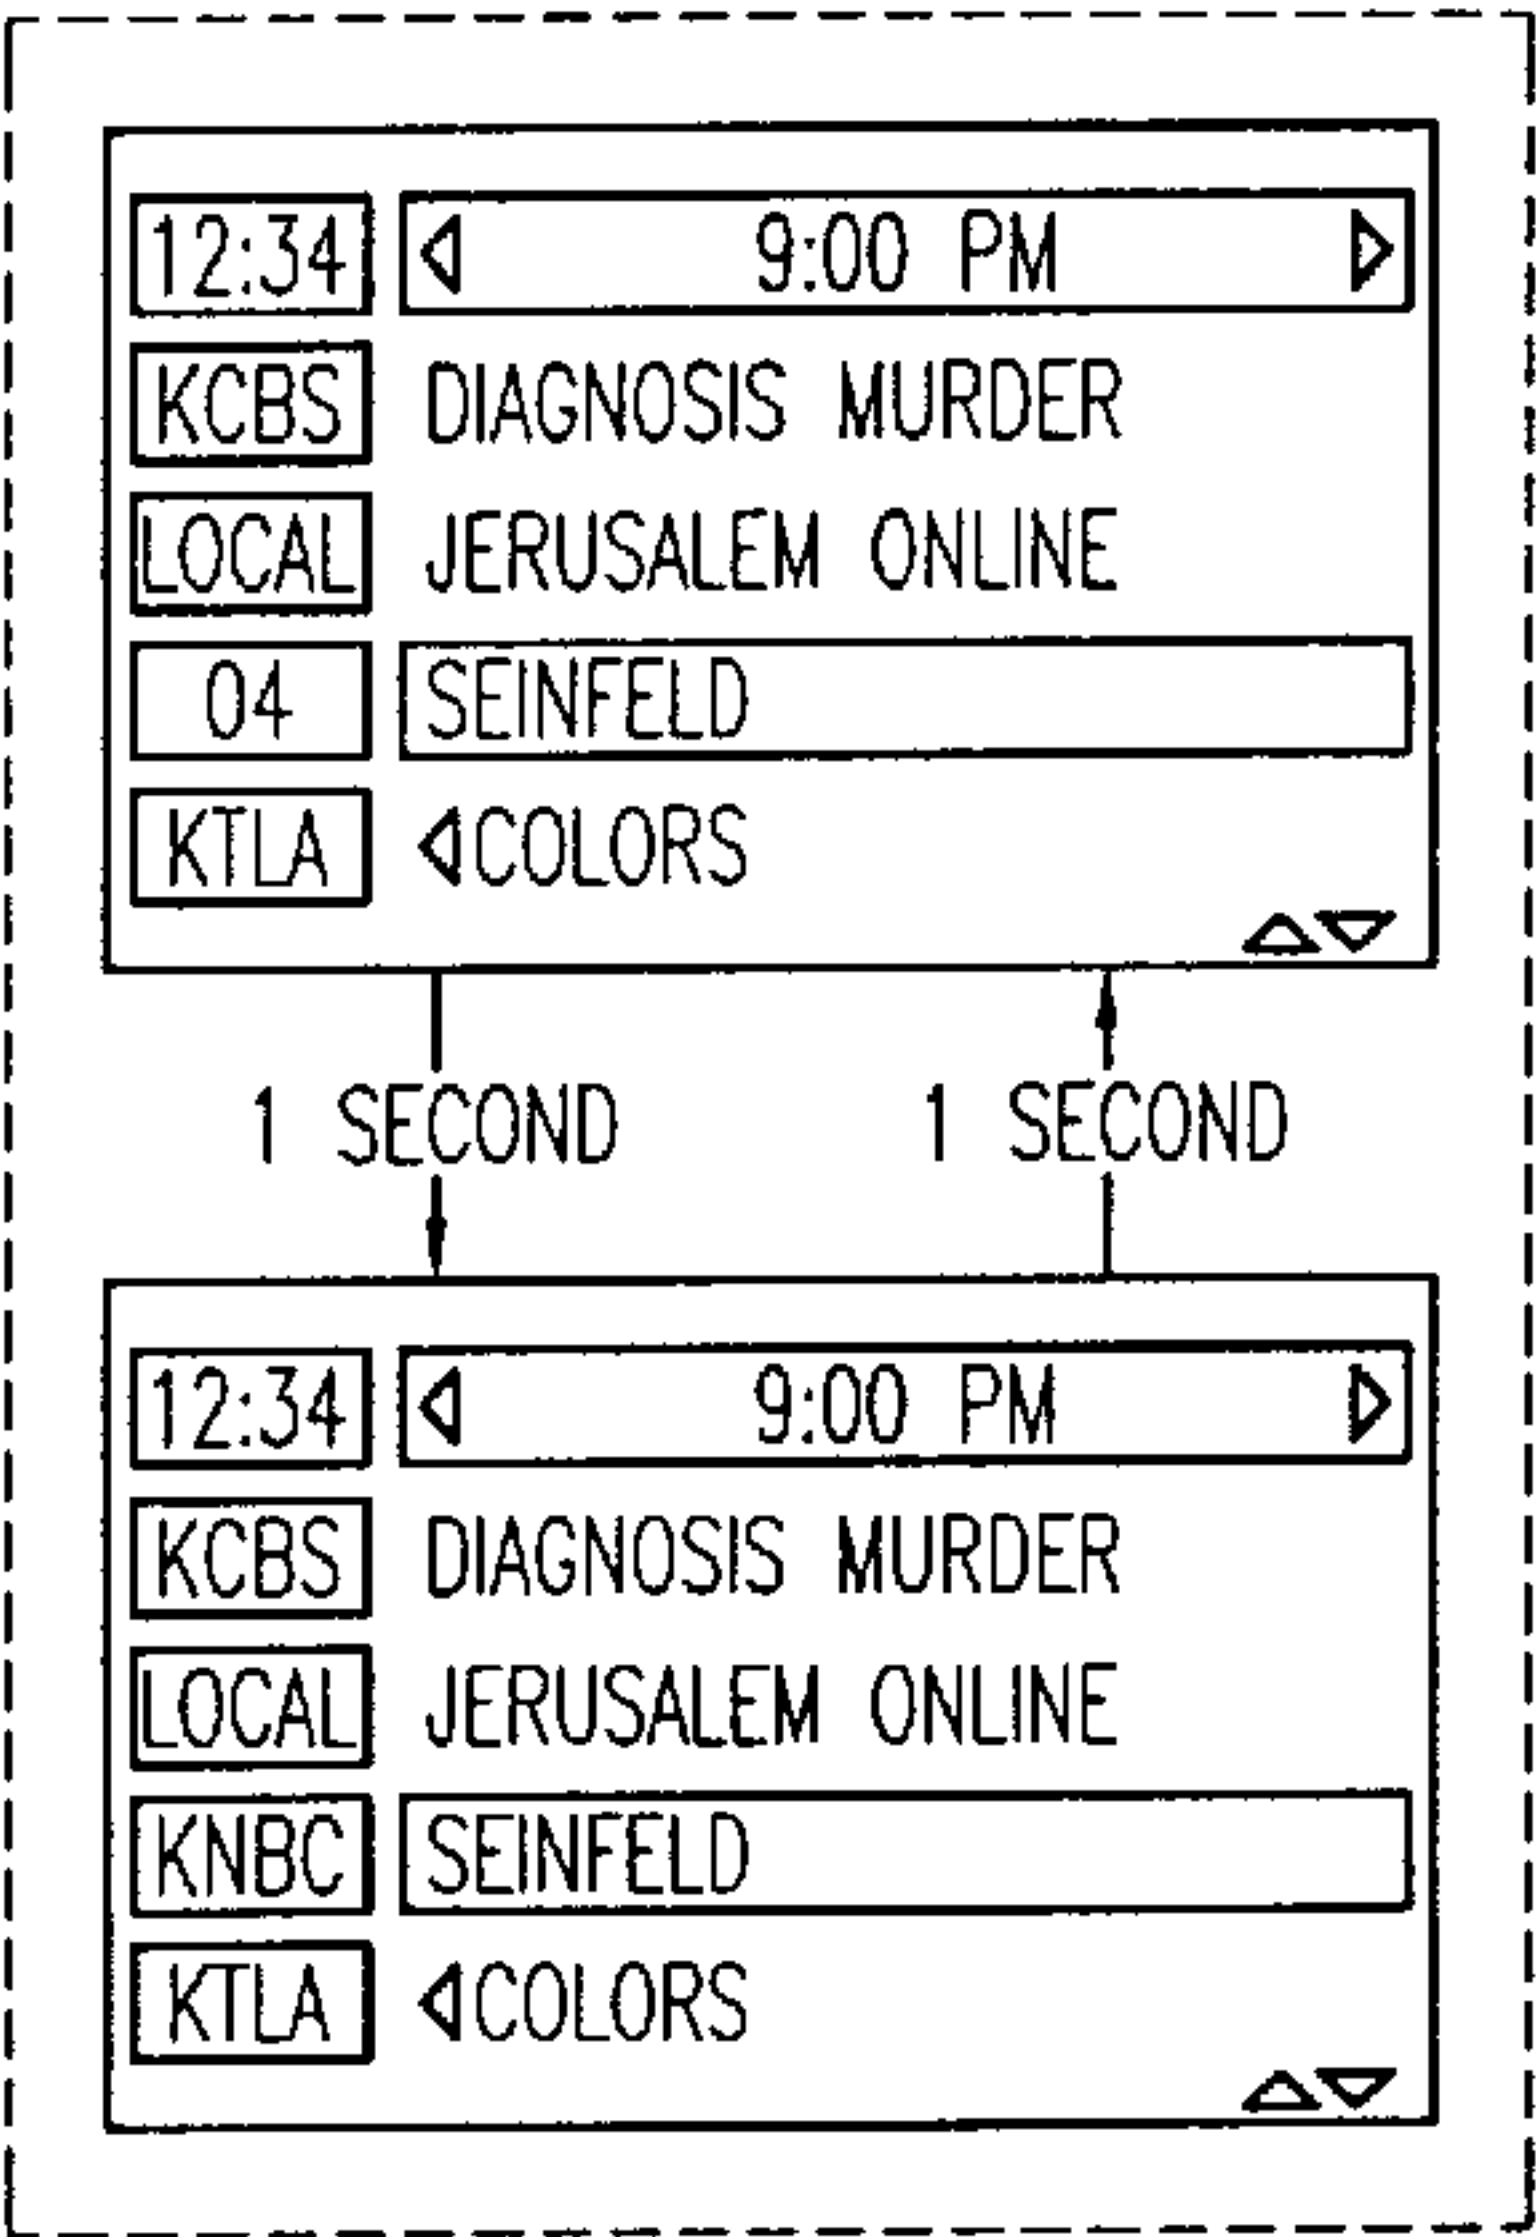 12:34 9:00 PM
KCBS DIAGNOSIS MURDER
LOCAL JERUSALEM ONLINE
04 SEINFELD
KTLA COLORS
1 SECOND 1 SECOND
12:34 9:00 PM
KCBS DIAGNOSIS MURDER
LOCAL JERUSALEM ONLINE
KNBC SEINFELD
KTLA COLORS